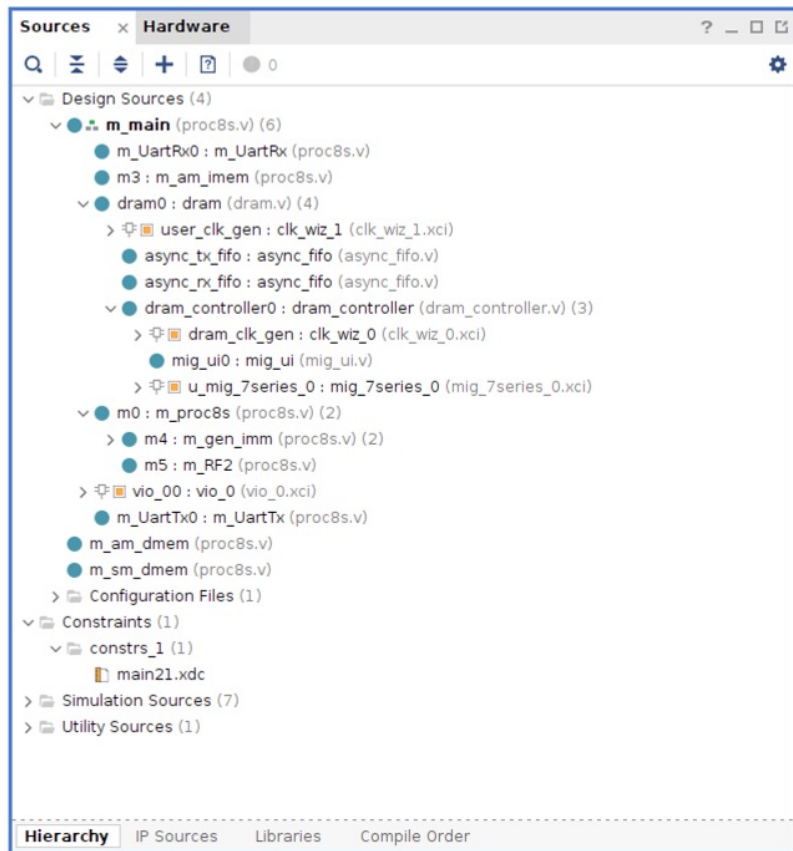 Sources × Hardware ? _
0
Design Sources (4)
m_main (proc8s.v) (6)
m_UartRx0 : m_UartRx (proc8s.v)
m3 : m_am_imem (proc8s.v)
dram0 : dram (dram.v) (4)
user_clk_gen : clk_wiz_1 (clk_wiz_1.xci)
async_tx_fifo : async_fifo (async_fifo.v)
async_rx_fifo : async_fifo (async_fifo.v)
dram_controller0 : dram_controller (dram_controller.v) (3)
dram_clk_gen : clk_wiz_0 (clk_wiz_0.xci)
mig_ui0 : mig_ui (mig_ui.v)
u_mig_7series_0 : mig_7series_0 (mig_7series_0.xci)
m0 : m_proc8s (proc8s.v) (2)
m4 : m_gen_imm (proc8s.v) (2)
m5 : m_RF2 (proc8s.v)
vio_00 : vio_0 (vio_0.xci)
m_UartTx0 : m_UartTx (proc8s.v)
m_am_dmem (proc8s.v)
m_sm_dmem (proc8s.v)
Configuration Files (1)
Constraints (1)
constrs_1 (1)
main21.xdc
Simulation Sources (7)
Utility Sources (1)
Hierarchy IP Sources Libraries Compile Order